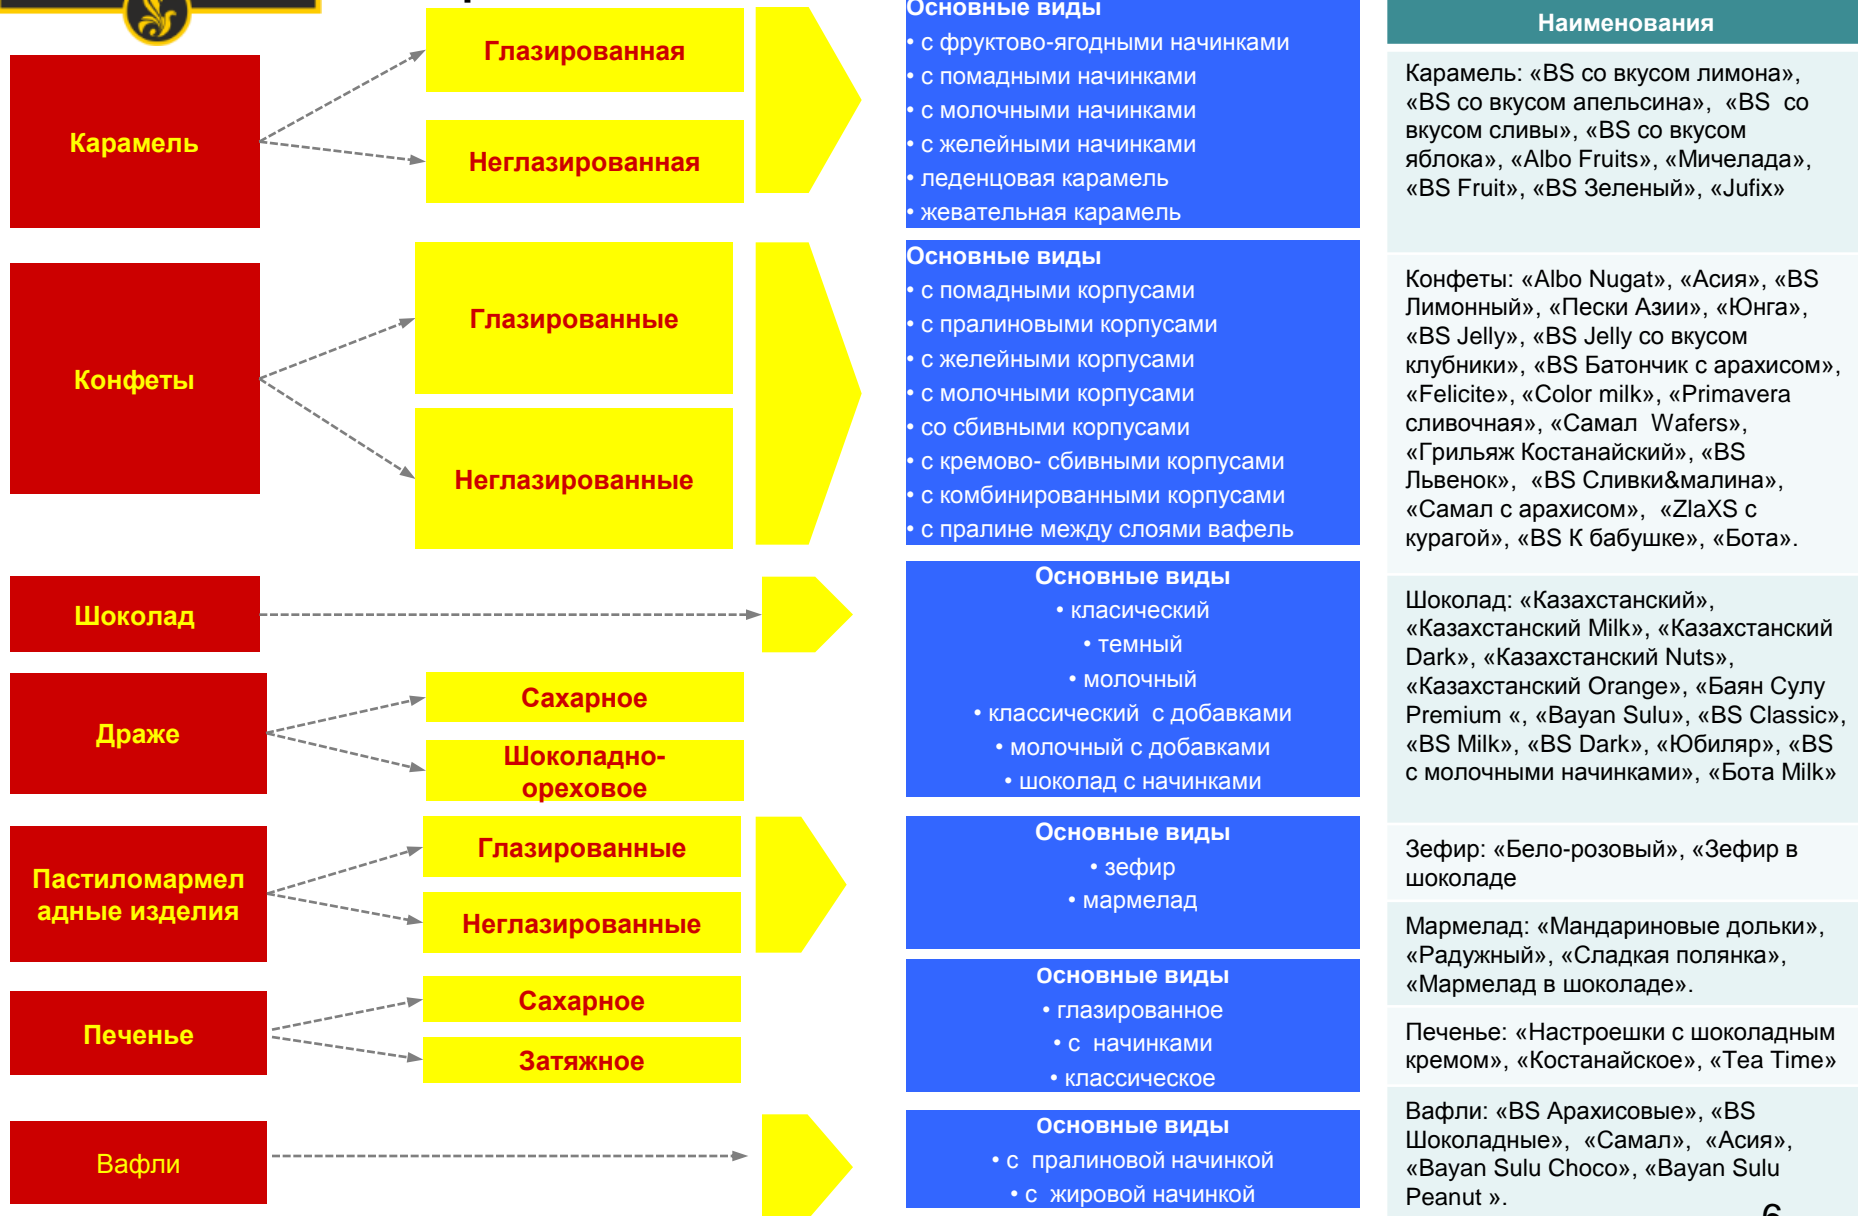 Карамель
Глазированная
Неглазированная
Основные виды
• с фруктово-ягодными начинками
• с помадными начинками
• с молочными начинками
• с желейными начинками
• леденцовая карамель
• жевательная карамель
Конфеты
Глазированные
Неглазированные
Основные виды
• с помадными корпусами
• с пралиновыми корпусами
• с желейными корпусами
• с молочными корпусами
• со сбивными корпусами
• с кремово- сбивными корпусами
• с комбинированными корпусами
• с пралине между слоями вафель
Шоколад
Основные виды
• класический
• темный
• молочный
• классический с добавками
• молочный с добавками
• шоколад с начинками
Драже
Сахарное
Шоколадно-
ореховое
Пастиломармел
адные изделия
Глазированные
Неглазированные
Основные виды
• зефир
• мармелад
Печенье
Сахарное
Затяжное
Основные виды
• глазированное
• с начинками
• классическое
Вафли
Основные виды
• с пралиновой начинкой
• с жировой начинкой
Наименования
Карамель: «BS со вкусом лимона»,
«BS со вкусом апельсина», «BS со
вкусом сливы», «BS со вкусом
яблока», «Albo Fruits», «Мичелада»,
«BS Fruit», «BS Зеленый», «Jufix»
Конфеты: «Albo Nugat», «Асия», «BS
Лимонный», «Пески Азии», «Юнга»,
«BS Jelly», «BS Jelly со вкусом
клубники», «BS Батончик с арахисом»,
«Felicite», «Color milk», «Primavera
сливочная», «Самал Wafers»,
«Грильяж Костанайский», «BS
Львенок», «BS Сливки&малина»,
«Самал с арахисом», «ZlaXS с
курагой», «BS К бабушке», «Бота».
Шоколад: «Казахстанский»,
«Казахстанский Milk», «Казахстанский
Dark», «Казахстанский Nuts»,
«Казахстанский Orange», «Баян Сулу
Premium «, «Bayan Sulu», «BS Classic»,
«BS Milk», «BS Dark», «Юбиляр», «BS
с молочными начинками», «Бота Milk»
Зефир: «Бело-розовый», «Зефир в
шоколаде
Мармелад: «Мандариновые дольки»,
«Радужный», «Сладкая полянка»,
«Мармелад в шоколаде».
Печенье: «Настроешки с шоколадным
кремом», «Костанайское», «Tea Time»
Вафли: «BS Арахисовые», «BS
Шоколадные», «Самал», «Асия»,
«Bayan Sulu Choco», «Bayan Sulu
Peanut ».